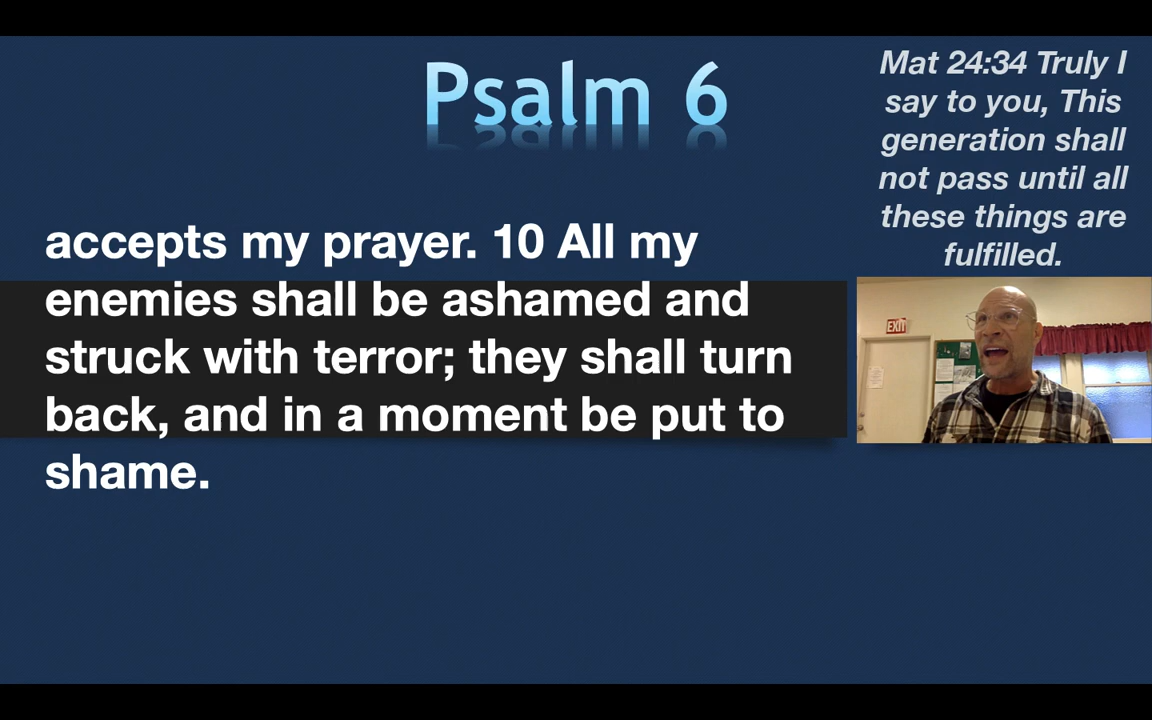 Psalm 6
accepts my prayer. 10 All my
enemies shall be ashamed and
struck with terror; they shall turn
back, and in a moment be put to
shame.
Mat 24:34 Truly I
say to you, This
generation shall
not pass until all
these things are
fulfilled.
EXIT